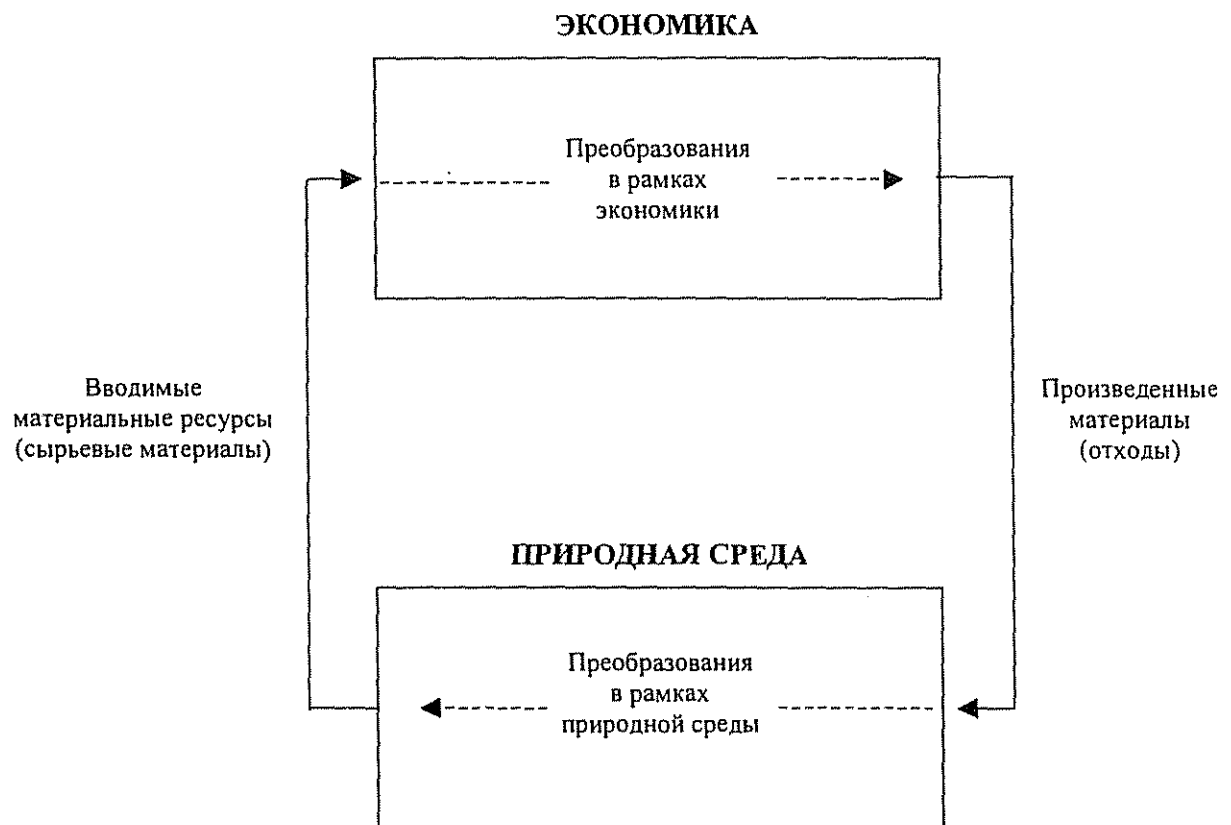 ЭКОНОМИКА
Преобразования
в рамках
экономики
Вводимые
материальные ресурсы
(сырьевые материалы)
Произведенные
материалы
(отходы)
ПРИРОДНАЯ СРЕДА
Преобразования
в рамках
природной среды